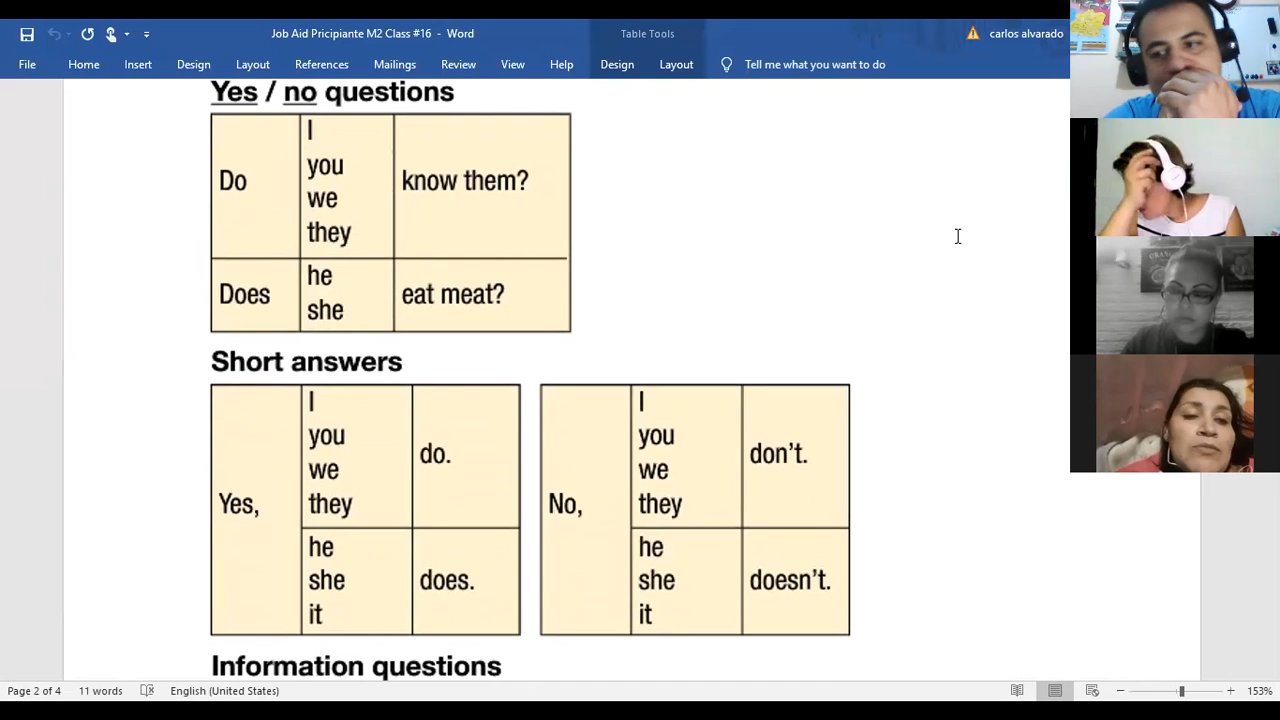 Job Aid Pricipiante M2 Class #16 - Word
Table Tools
carlos alvarado
File Home Insert Design Layout References Mailings Review View Help Design Layout Tell me what you want to do
Yes / no questions
Do
I
you
we
they
know them?
Does
he
she
eat meat?
Short answers
Yes,
I
you
we
they
do.
he
she
it
does.
No,
I
you
we
they
don't.
he
she
it
doesn't.
Information questions
Page 2 of 4 11 words English (United States) 153%